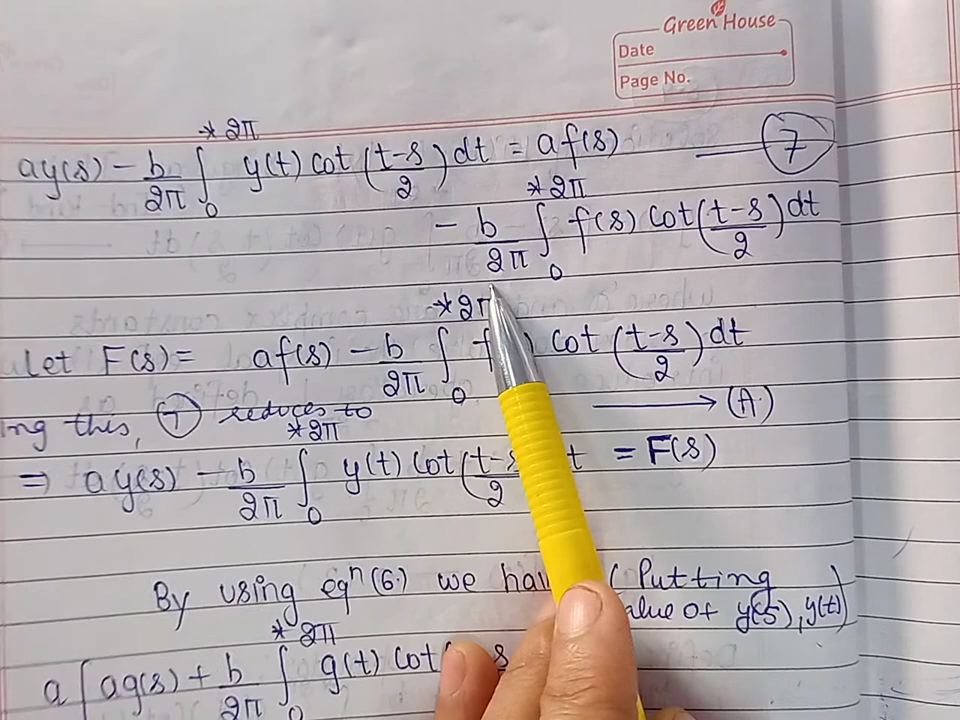 Green House
Date
Page No.
ay(s) - b/2π ∫₀*²π y(t) cot (t-s/2) dt = af(s) — 7
- b/2π ∫₀*²π f(s) cot (t-s/2) dt
Let F(s) = af(s) - b/2π ∫₀*²π cot (t-s/2) dt
→ (A.)
ing this, 7 reduces to
⇒ ay(s) - b/2π ∫₀*²π y(t) cot (t-s/2) t = F(s)
By using eqⁿ (6.) we hav (Putting
alue of y(s), y(t))
a [ ag(s) + b/2π ∫₀*²π g(t) cot s